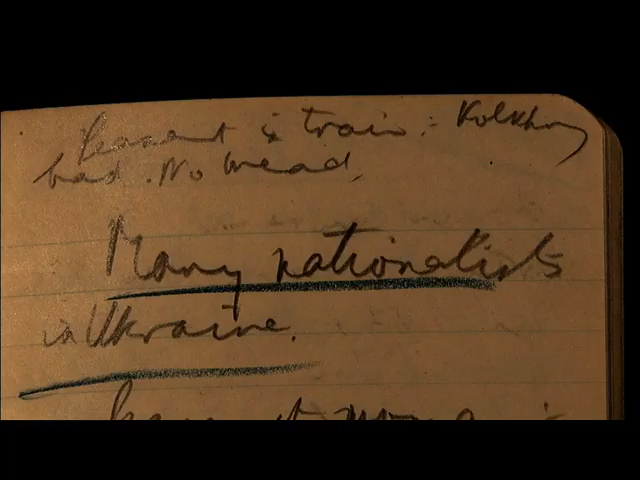 Peasant in train: Kolkhoz
bad. No bread,
Many nationalists
in Ukraine.